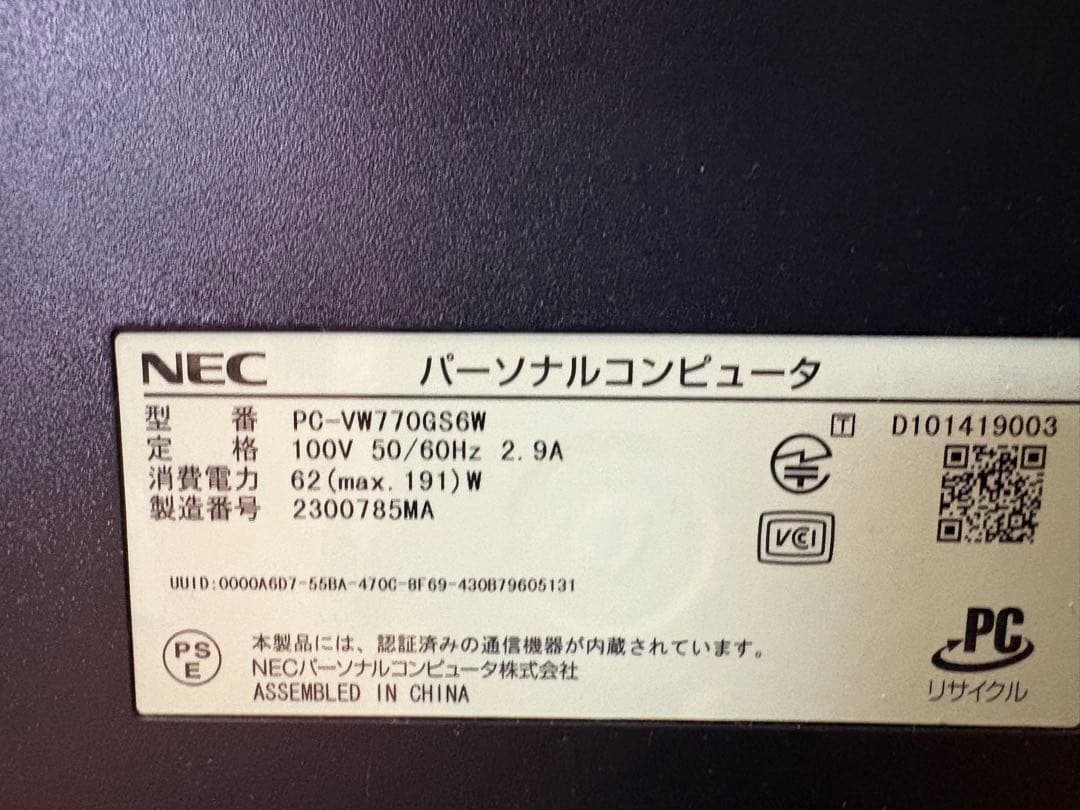 NEC パーソナルコンピュータ
型番 PC-VW770GS6W
定格 100V 50/60Hz 2.9A
消費電力 62(max.191)W
製造番号 2300785MA
T D101419003
VCCI
UUID:0000A6D7-55BA-470C-8F69-430B79605131
PS
E
本製品には、認証済みの通信機器が内蔵されています。
NECパーソナルコンピュータ株式会社
ASSEMBLED IN CHINA
PC
リサイクル